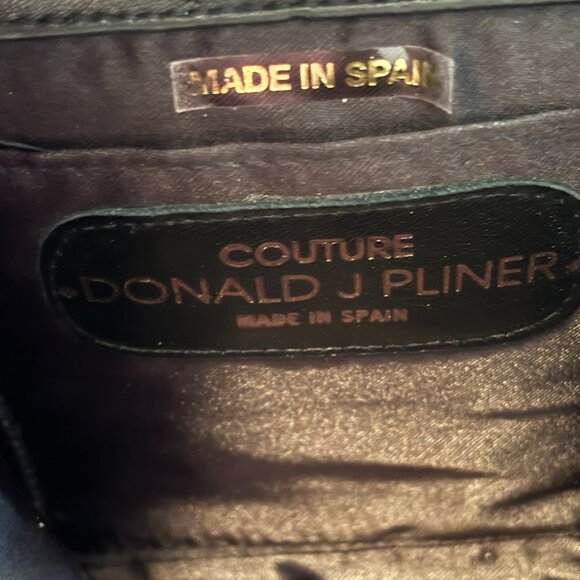 MADE IN SPAIN
COUTURE
DONALD J PLINER
MADE IN SPAIN